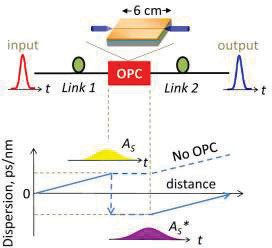 6 cm
input
output
OPC
t
Link 1
Link 2
t
A_S
No OPC
t
Dispersion, ps/nm
0
distance
A_S*
t